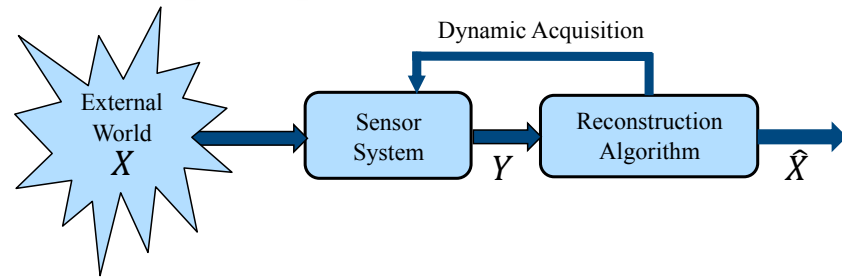 Dynamic Acquisition
External
World
X
Sensor
System
Y
Reconstruction
Algorithm
X̂